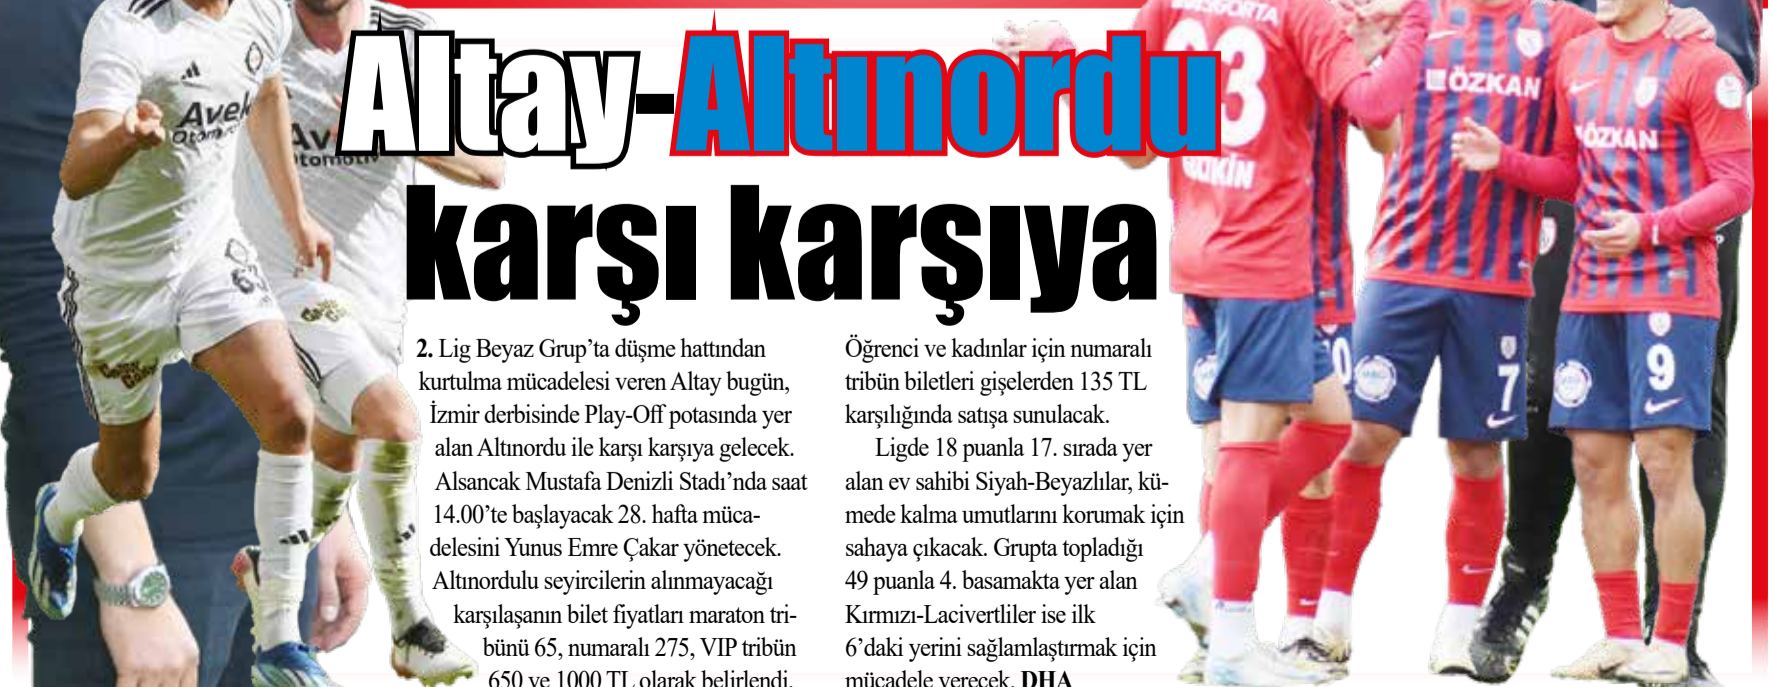 Altay-Altınordu
karşı karşıya
2. Lig Beyaz Grup’ta düşme hattından
kurtulma mücadelesi veren Altay bugün,
İzmir derbisinde Play-Off potasında yer
alan Altınordu ile karşı karşıya gelecek.
Alsancak Mustafa Denizli Stadı’nda saat
14.00’te başlayacak 28. hafta müca-
delesini Yunus Emre Çakar yönetecek.
Altınordulu seyircilerin alınmayacağı
karşılaşanın bilet fiyatları maraton tri-
bünü 65, numaralı 275, VIP tribün
650 ve 1000 TL olarak belirlendi.
Öğrenci ve kadınlar için numaralı
tribün biletleri gişelerden 135 TL
karşılığında satışa sunulacak.
Ligde 18 puanla 17. sırada yer
alan ev sahibi Siyah-Beyazlılar, kü-
mede kalma umutlarını korumak için
sahaya çıkacak. Grupta topladığı
49 puanla 4. basamakta yer alan
Kırmızı-Lacivertliler ise ilk
6’daki yerini sağlamlaştırmak için
mücadele verecek. DHA
ÖZKAN
ÖZKAN
7
9